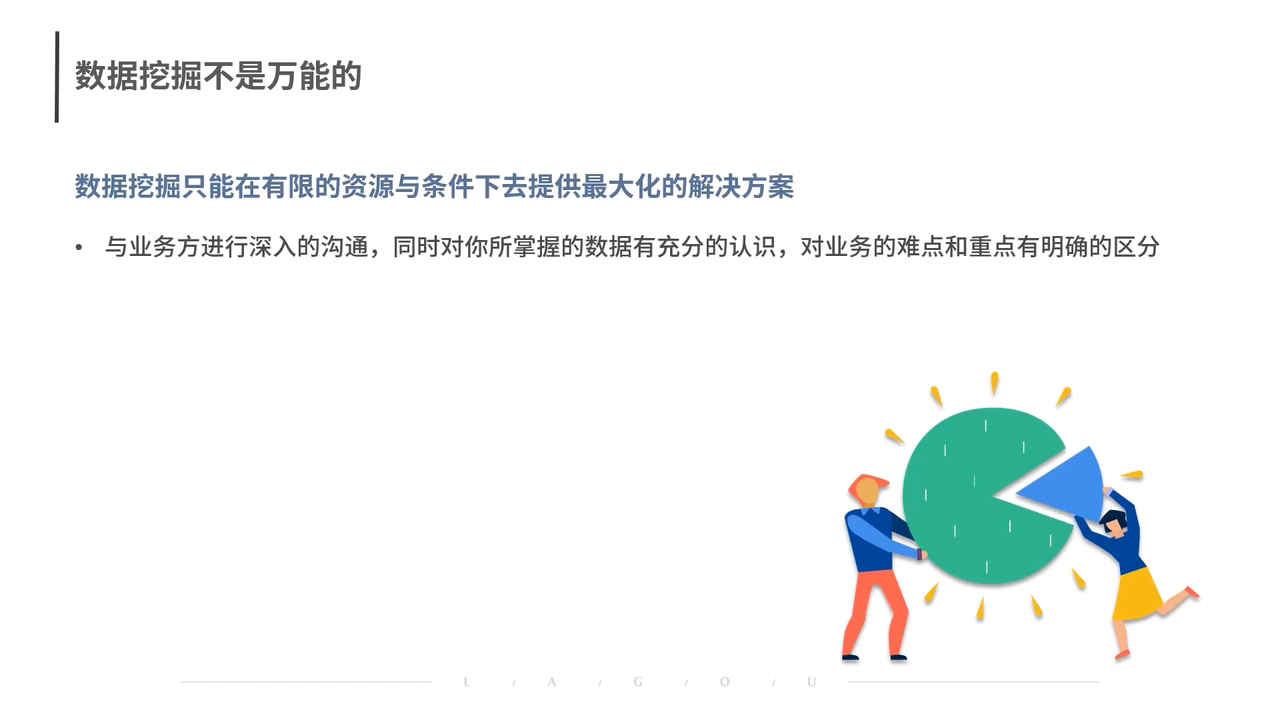 数据挖掘不是万能的
数据挖掘只能在有限的资源与条件下去提供最大化的解决方案
• 与业务方进行深入的沟通，同时对你所掌握的数据有充分的认识，对业务的难点和重点有明确的区分
L / A / G / O / U